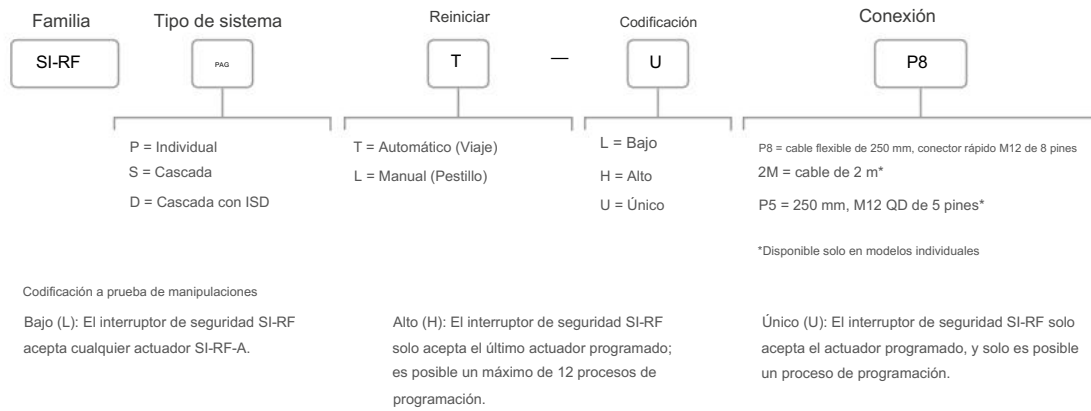 Familia
Tipo de sistema
Reiniciar
Codificación
Conexión
SI-RF
PAG
T
—
U
P8
P = Individual
S = Cascada
D = Cascada con ISD
T = Automático (Viaje)
L = Manual (Pestillo)
L = Bajo
H = Alto
U = Único
P8 = cable flexible de 250 mm, conector rápido M12 de 8 pines
2M = cable de 2 m*
P5 = 250 mm, M12 QD de 5 pines*
*Disponible solo en modelos individuales
Codificación a prueba de manipulaciones
Bajo (L): El interruptor de seguridad SI-RF
acepta cualquier actuador SI-RF-A.
Alto (H): El interruptor de seguridad SI-RF
solo acepta el último actuador programado;
es posible un máximo de 12 procesos de
programación.
Único (U): El interruptor de seguridad SI-RF solo
acepta el actuador programado, y solo es posible
un proceso de programación.